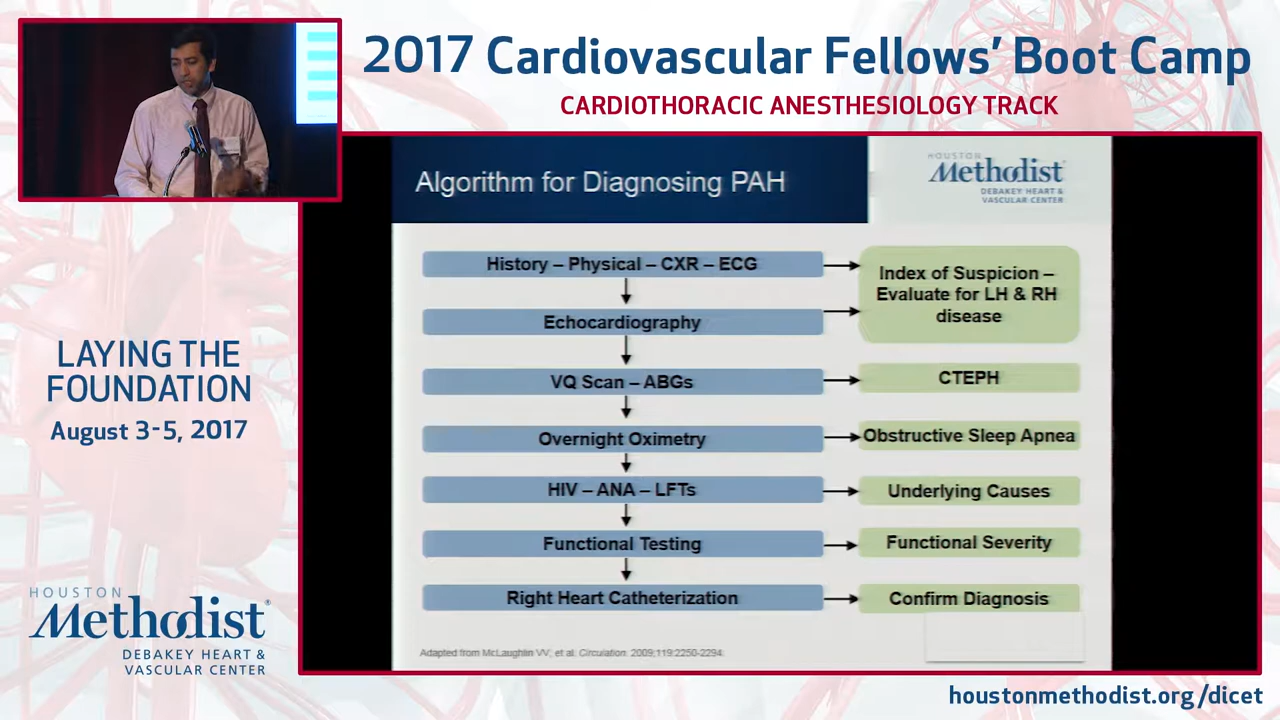 2017 Cardiovascular Fellows' Boot Camp
CARDIOTHORACIC ANESTHESIOLOGY TRACK
LAYING THE
FOUNDATION
August 3-5, 2017
HOUSTON
Methodist®
DEBAKEY HEART &
VASCULAR CENTER
Algorithm for Diagnosing PAH
HOUSTON
Methodist
DEBAKEY HEART &
VASCULAR CENTER
History – Physical – CXR – ECG
Index of Suspicion –
Evaluate for LH & RH
disease
Echocardiography
VQ Scan – ABGs
CTEPH
Overnight Oximetry
Obstructive Sleep Apnea
HIV – ANA – LFTs
Underlying Causes
Functional Testing
Functional Severity
Right Heart Catheterization
Confirm Diagnosis
Adapted from McLaughlin VV, et al. Circulation. 2009;119:2250-2294.
houstonmethodist.org/dicet